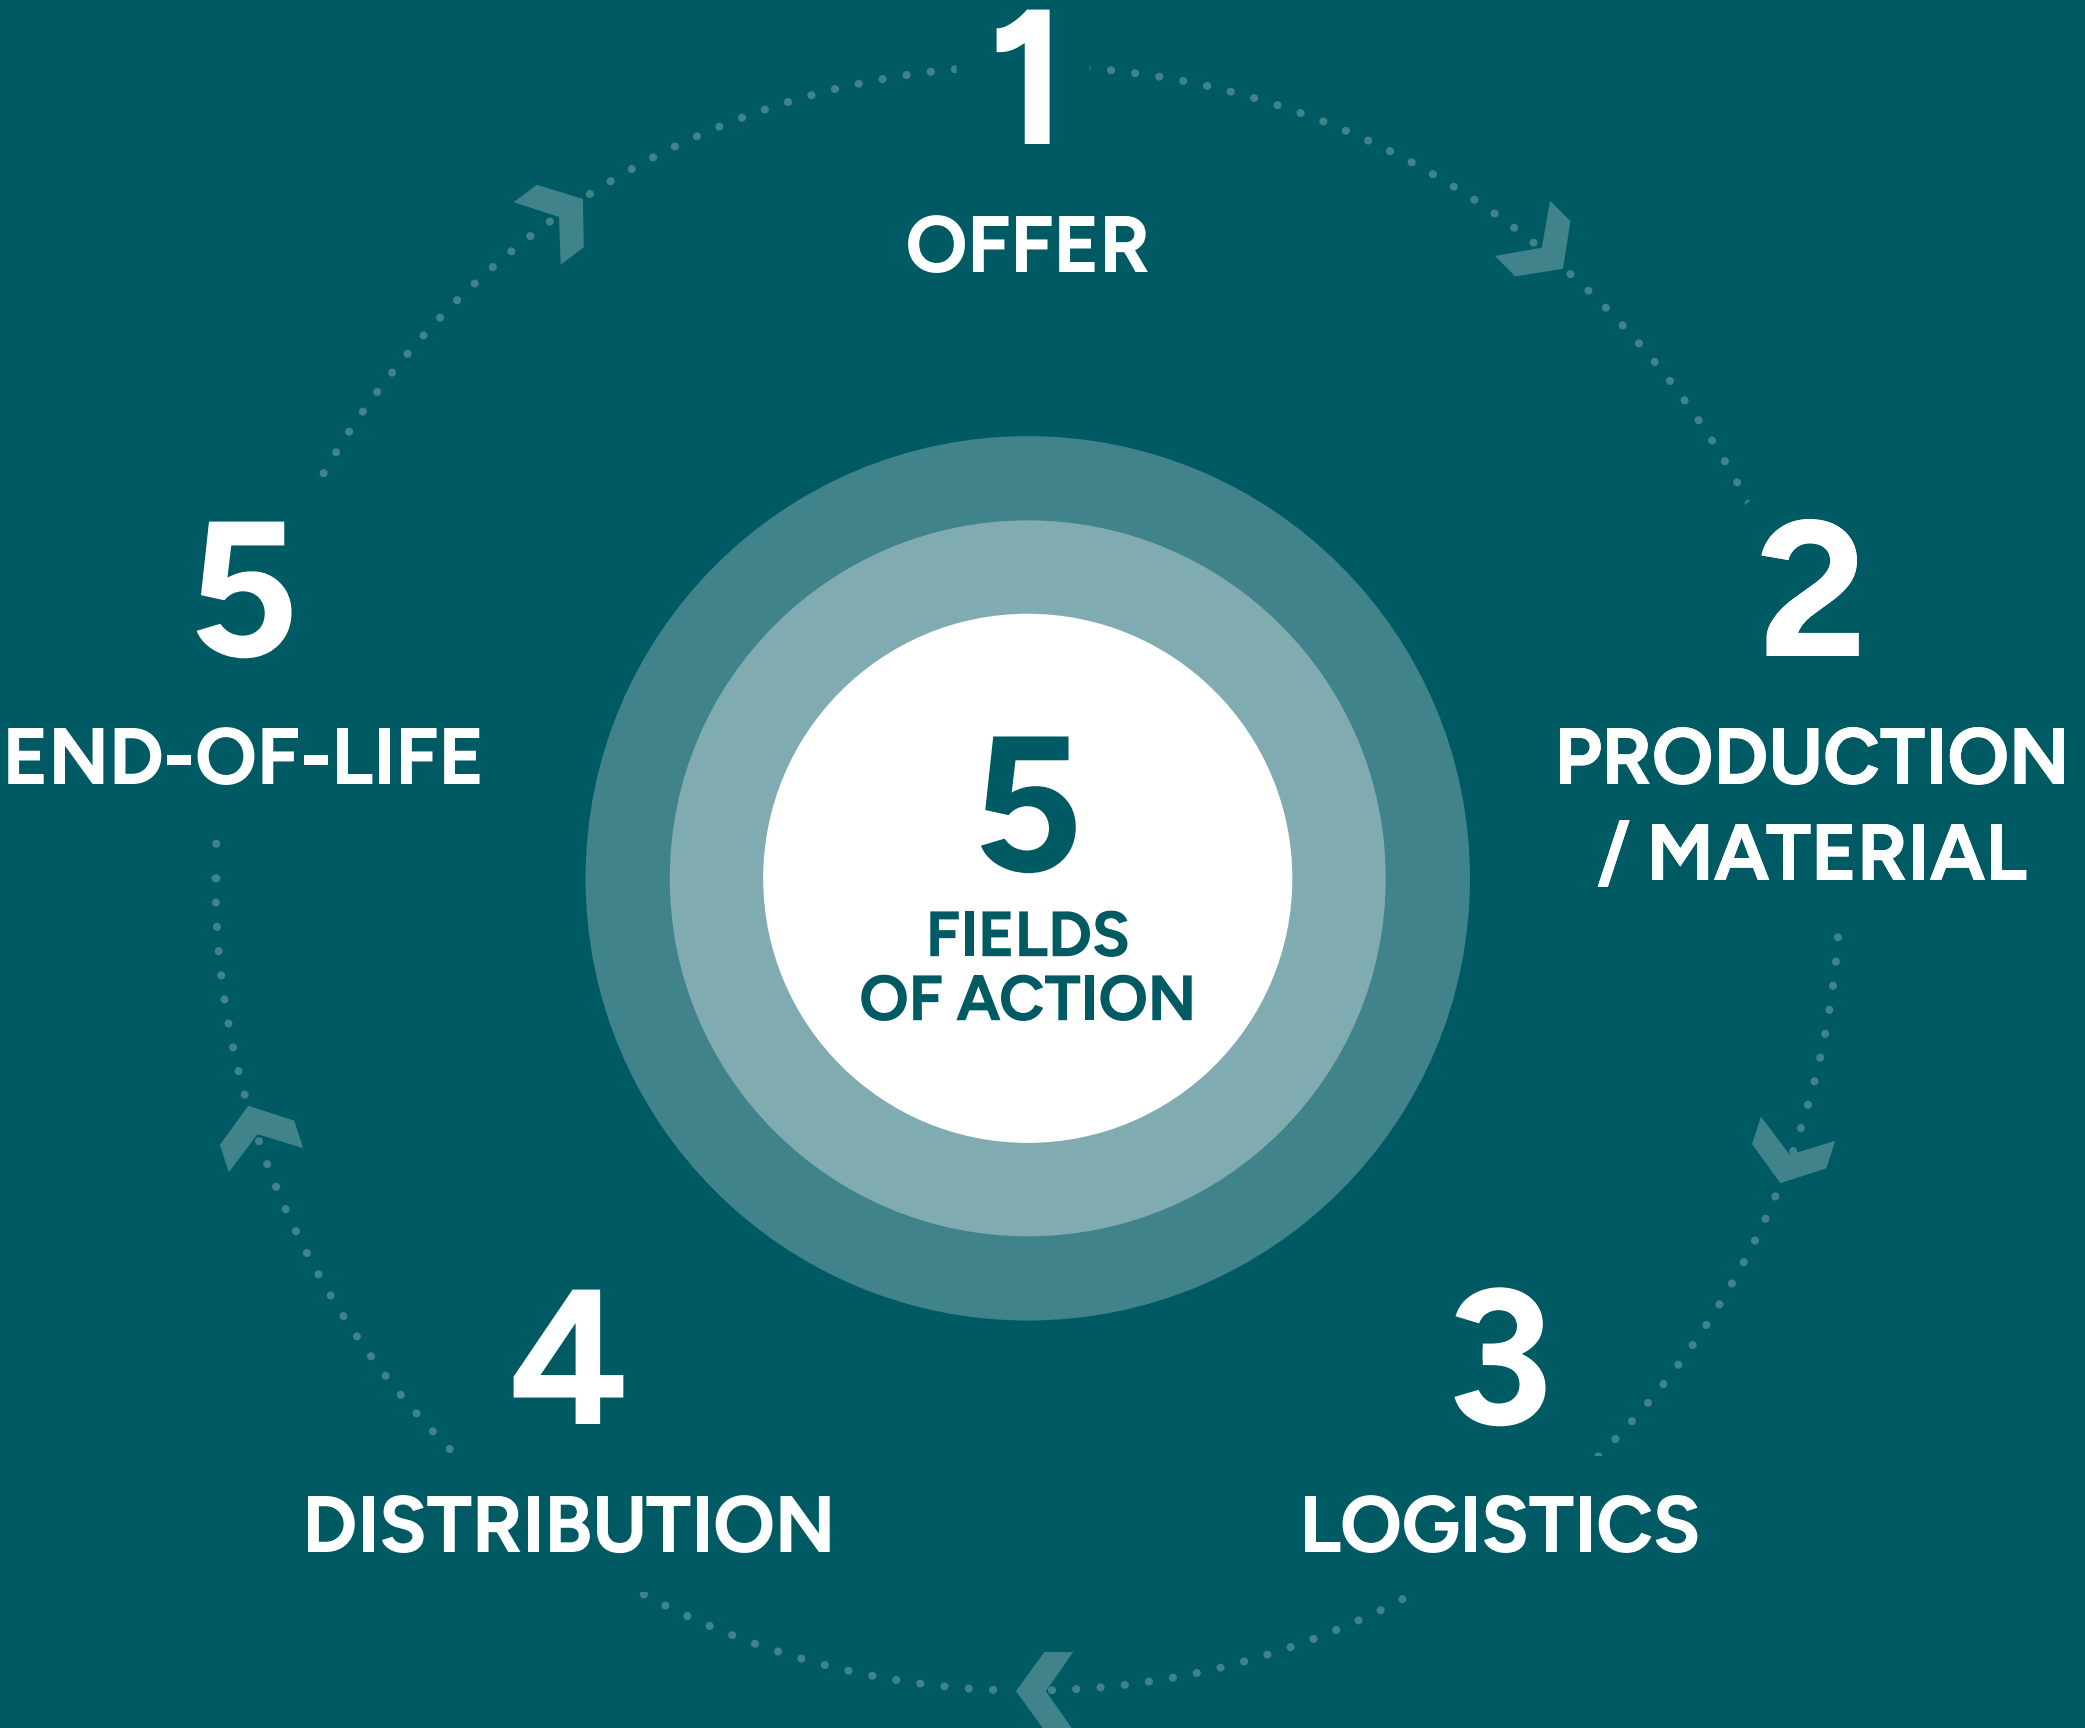 1
OFFER
2
PRODUCTION
/ MATERIAL
3
LOGISTICS
4
DISTRIBUTION
5
END-OF-LIFE
5
FIELDS
OF ACTION